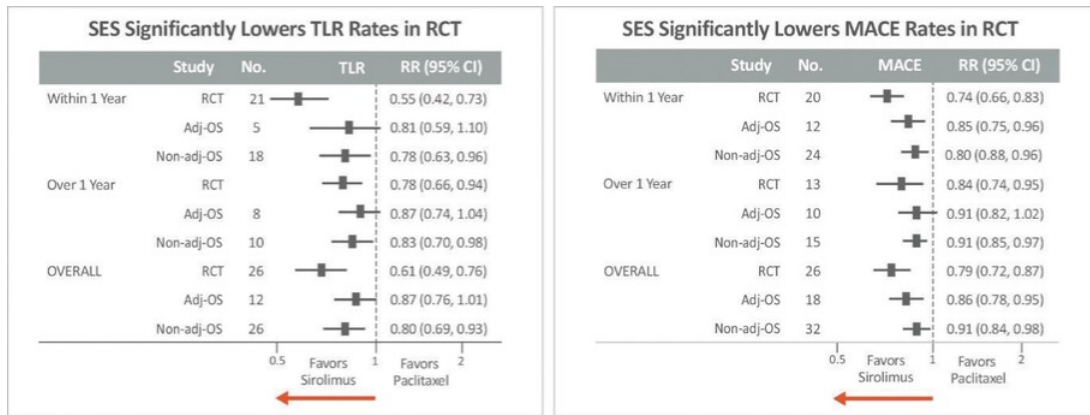 SES Significantly Lowers TLR Rates in RCT
Study No. TLR RR (95% CI)
Within 1 Year RCT 21 0.55 (0.42, 0.73)
Adj-OS 5 0.81 (0.59, 1.10)
Non-adj-OS 18 0.78 (0.63, 0.96)
Over 1 Year RCT 0.78 (0.66, 0.94)
Adj-OS 8 0.87 (0.74, 1.04)
Non-adj-OS 10 0.83 (0.70, 0.98)
OVERALL RCT 26 0.61 (0.49, 0.76)
Adj-OS 12 0.87 (0.76, 1.01)
Non-adj-OS 26 0.80 (0.69, 0.93)
0.5 Favors 1 Favors 2
Sirolimus Paclitaxel
SES Significantly Lowers MACE Rates in RCT
Study No. MACE RR (95% CI)
Within 1 Year RCT 20 0.74 (0.66, 0.83)
Adj-OS 12 0.85 (0.75, 0.96)
Non-adj-OS 24 0.80 (0.88, 0.96)
Over 1 Year RCT 13 0.84 (0.74, 0.95)
Adj-OS 10 0.91 (0.82, 1.02)
Non-adj-OS 15 0.91 (0.85, 0.97)
OVERALL RCT 26 0.79 (0.72, 0.87)
Adj-OS 18 0.86 (0.78, 0.95)
Non-adj-OS 32 0.91 (0.84, 0.98)
0.5 Favors 1 Favors 2
Sirolimus Paclitaxel